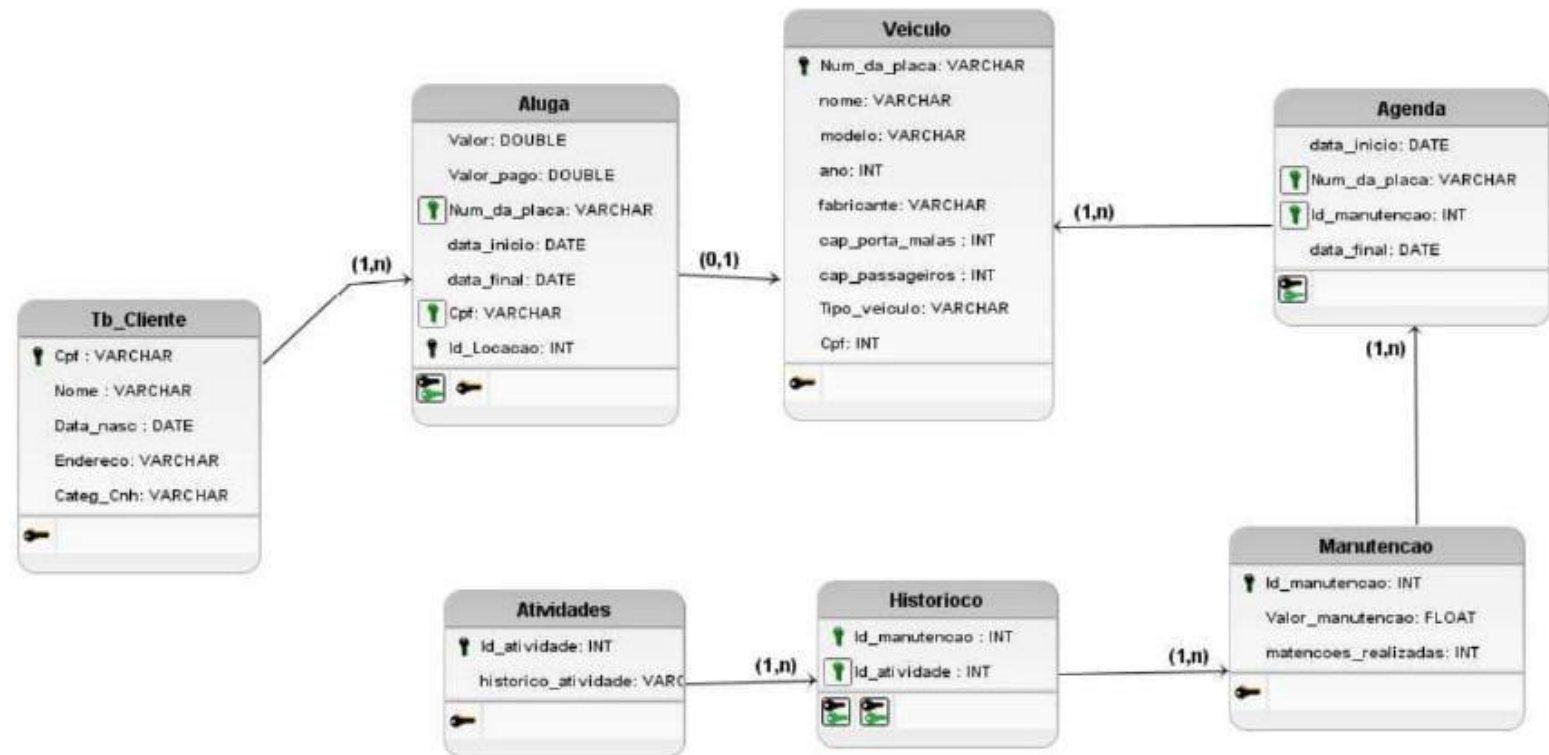 Tb_Cliente
Cpf : VARCHAR
Nome : VARCHAR
Data_nasc : DATE
Endereco: VARCHAR
Categ_Cnh: VARCHAR
(1,n)
Aluga
Valor: DOUBLE
Valor_pago: DOUBLE
Num_da_placa: VARCHAR
data_inicio: DATE
data_final: DATE
Cpf: VARCHAR
Id_Locacao: INT
(0,1)
Veiculo
Num_da_placa: VARCHAR
nome: VARCHAR
modelo: VARCHAR
ano: INT
fabricante: VARCHAR
cap_porta_malas : INT
cap_passageiros : INT
Tipo_veiculo: VARCHAR
Cpf: INT
(1,n)
Agenda
data_inicio: DATE
Num_da_placa: VARCHAR
Id_manutencao: INT
data_final: DATE
(1,n)
Atividades
Id_atividade: INT
historico_atividade: VARC
(1,n)
Historioco
Id_manutencao : INT
Id_atividade : INT
(1,n)
Manutencao
Id_manutencao: INT
Valor_manutencao: FLOAT
matencoes_realizadas: INT